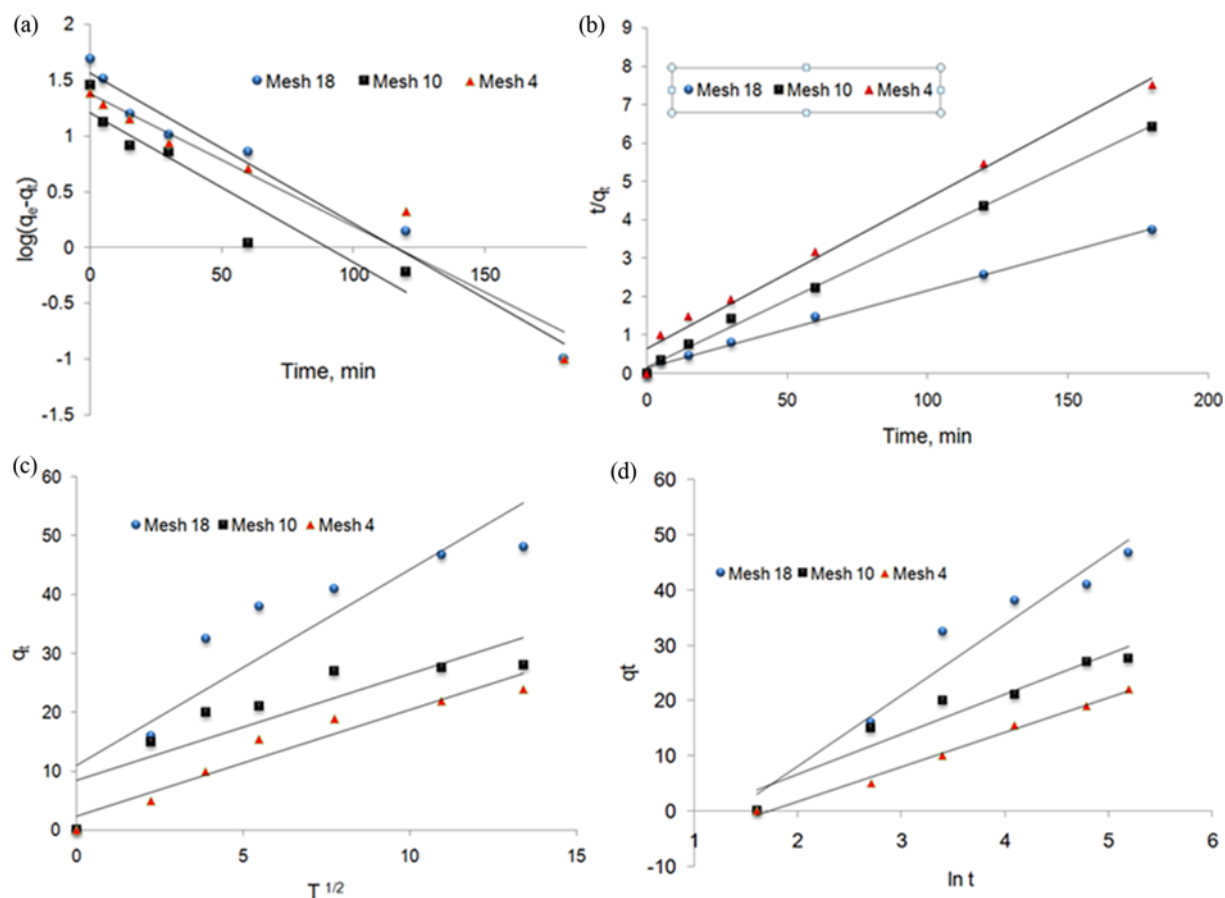 (a)
2
1.5
1
0.5
0
-0.5
-1
-1.5
0 50 100 150
log(qe-qt)
Time, min
Mesh 18 Mesh 10 Mesh 4
(b)
9
8
7
6
5
4
3
2
1
0
0 50 100 150 200
t/qt
Time, min
Mesh 18 Mesh 10 Mesh 4
(c)
60
50
40
30
20
10
0
0 5 10 15
qt
T 1/2
Mesh 18 Mesh 10 Mesh 4
(d)
60
50
40
30
20
10
0
-10
1 2 3 4 5 6
qt
ln t
Mesh 18 Mesh 10 Mesh 4